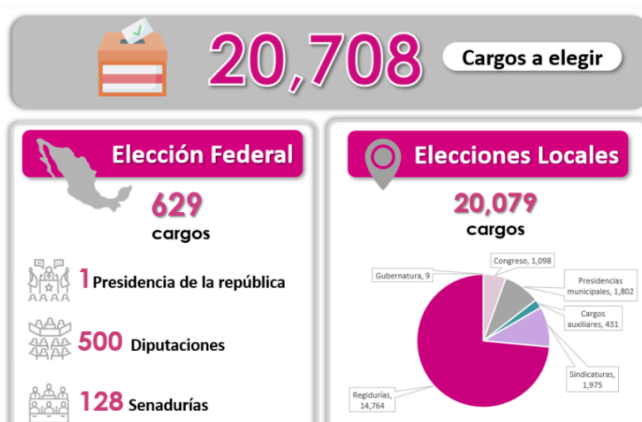 20,708
Cargos a elegir
Elección Federal
629
cargos
1 Presidencia de la república
500 Diputaciones
128 Senadurías
Elecciones Locales
20,079
cargos
Congreso, 1,098
Gubernatura, 9
Presidencias
municipales, 1,802
Cargos
auxiliares, 431
Sindicaturas,
1,975
Regidurías,
14,764